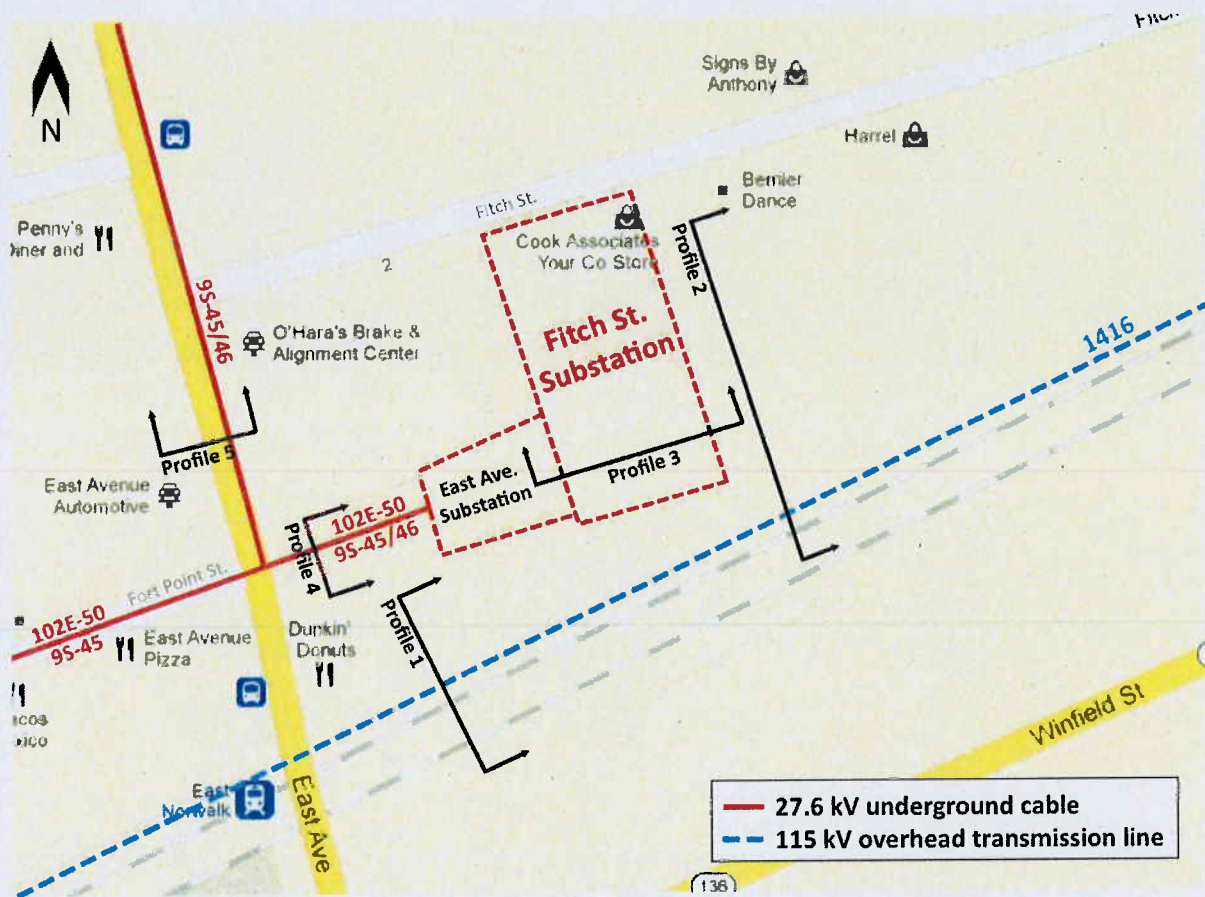 N
Signs By
Anthony
Harrel
Bernier
Dance
Fitch St.
Penny's
and
2
Cook Associates
Your Co Store
Profile 2
9S-45/46
O'Hara's Brake &
Alignment Center
Fitch St.
Substation
1416
Profile 5
Profile 3
East Avenue
Automotive
East Ave.
Substation
102E-50
9S-45/46
Profile 4
Fort Point St.
102E-50
9S-45
East Avenue
Pizza
Dunkin'
Donuts
Profile 1
Winfield St
East
Norwalk
East Ave
27.6 kV underground cable
115 kV overhead transmission line
136